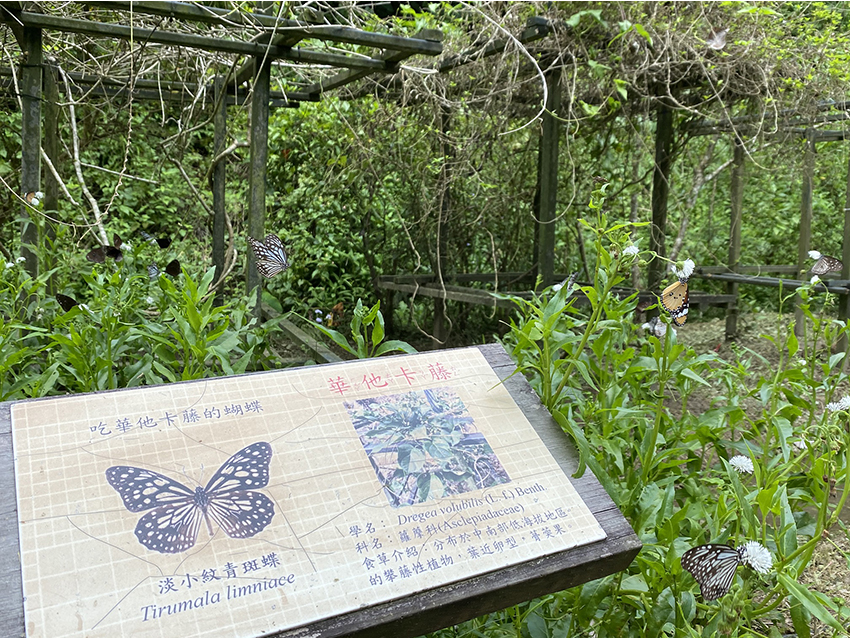 吃華他卡藤的蝴蝶
淡小紋青斑蝶
Tirumala limniace
華他卡藤
學名： Dregea volubilis (L. f.) Benth.
科名：蘿摩科(Asclepiadaceae)
食草介紹：分布於中南部低海拔地區
的攀藤性植物，葉近卵型，蓇葖果